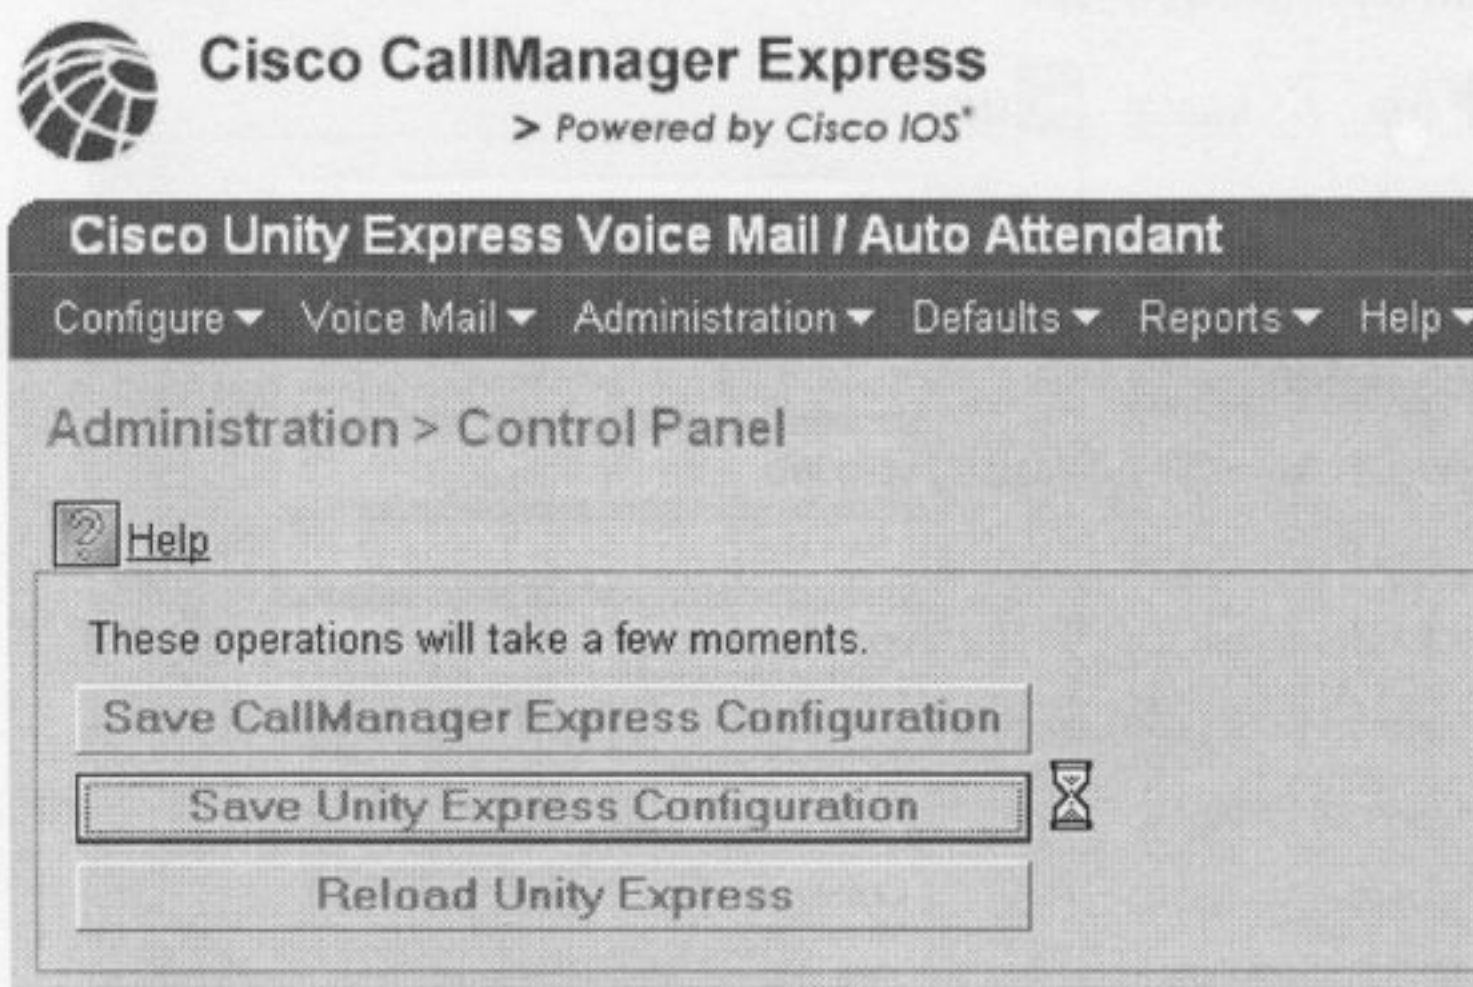 Cisco CallManager Express
> Powered by Cisco IOS®
Cisco Unity Express Voice Mail / Auto Attendant
Configure Voice Mail Administration Defaults Reports Help
Administration > Control Panel
? Help
These operations will take a few moments.
Save CallManager Express Configuration
Save Unity Express Configuration
Reload Unity Express